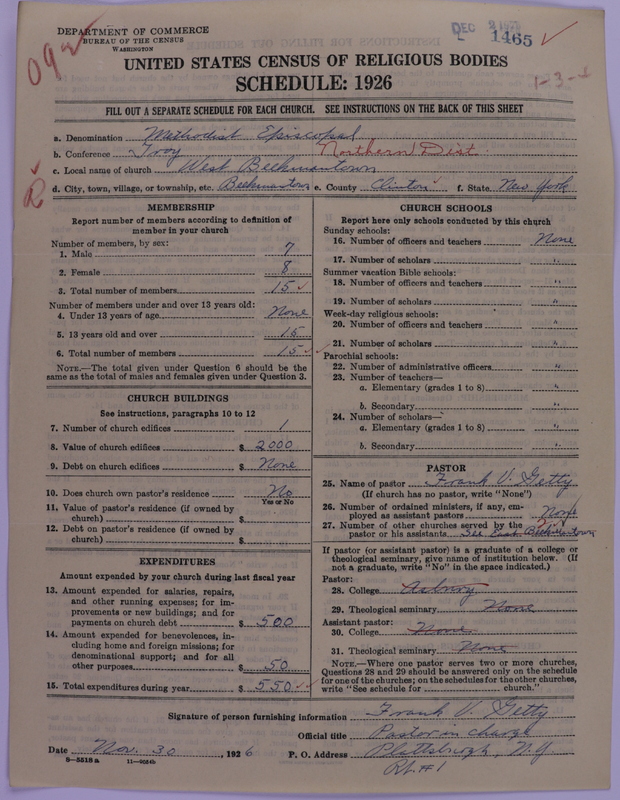 DEPARTMENT OF COMMERCE
BUREAU OF THE CENSUS
WASHINGTON
DEC 2
1465
UNITED STATES CENSUS OF RELIGIOUS BODIES
SCHEDULE: 1926
1-3-1
FILL OUT A SEPARATE SCHEDULE FOR EACH CHURCH. SEE INSTRUCTIONS ON THE BACK OF THIS SHEET
a. Denomination Methodist Episcopal
b. Conference Troy Northern Dist.
c. Local name of church West Beekmantown
d. City, town, village, or township, etc. Beekmantown e. County Clinton f. State New York
MEMBERSHIP
Report number of members according to definition of member in your church
Number of members, by sex:
1. Male 7
2. Female 8
3. Total number of members 15
Number of members under and over 13 years old:
4. Under 13 years of age None
5. 13 years old and over 15
6. Total number of members 15
NOTE.—The total given under Question 6 should be the same as the total of males and females given under Question 3.
CHURCH BUILDINGS
See instructions, paragraphs 10 to 12
7. Number of church edifices 1
8. Value of church edifices $ 2000
9. Debt on church edifices $ None
10. Does church own pastor's residence No
Yes or No
11. Value of pastor's residence (if owned by church) $
12. Debt on pastor's residence (if owned by church) $
EXPENDITURES
Amount expended by your church during last fiscal year
13. Amount expended for salaries, repairs, and other running expenses; for improvements or new buildings; and for payments on church debt $ 500
14. Amount expended for benevolences, including home and foreign missions; for denominational support; and for all other purposes $ 50
15. Total expenditures during year $ 550
CHURCH SCHOOLS
Report here only schools conducted by this church
Sunday schools:
16. Number of officers and teachers None
17. Number of scholars "
Summer vacation Bible schools:
18. Number of officers and teachers "
19. Number of scholars "
Week-day religious schools:
20. Number of officers and teachers "
21. Number of scholars "
Parochial schools:
22. Number of administrative officers "
23. Number of teachers—
a. Elementary (grades 1 to 8) "
b. Secondary "
24. Number of scholars—
a. Elementary (grades 1 to 8) "
b. Secondary "
PASTOR
25. Name of pastor Frank V. Getty
(If church has no pastor, write "None")
26. Number of ordained ministers, if any, employed as assistant pastors None
27. Number of other churches served by the pastor or his assistants See East Beekmantown
If pastor (or assistant pastor) is a graduate of a college or theological seminary, give name of institution below. (If not a graduate, write "No" in the space indicated.)
Pastor:
28. College Asbury
29. Theological seminary None
Assistant pastor:
30. College None
31. Theological seminary None
NOTE.—Where one pastor serves two or more churches, Questions 28 and 29 should be answered only on the schedule for one of the churches; on the schedules for the other churches, write "See schedule for church."
Signature of person furnishing information Frank V. Getty
Official title Pastor in charge
Date Nov. 30, 1926 P. O. Address Plattsburgh, N.Y.
R.F. #1
8-5518a 11-9054b